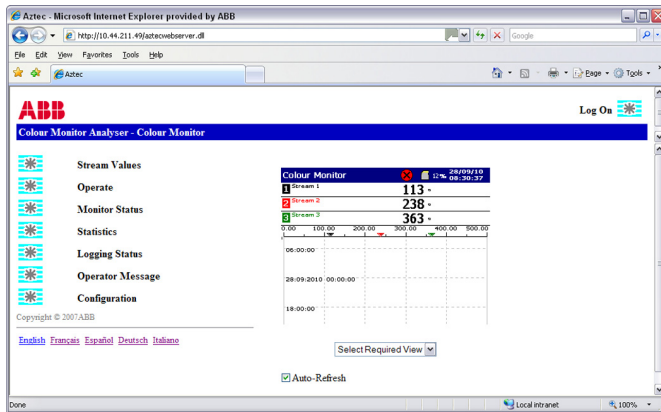 Aztec - Microsoft Internet Explorer provided by ABB
http://10.44.211.49/aztecwebserver.dll
Google
File Edit View Favorites Tools Help
Aztec
Page Tools
ABB
Log On
Colour Monitor Analyser - Colour Monitor
Stream Values
Operate
Monitor Status
Statistics
Logging Status
Operator Message
Configuration
Copyright © 2007ABB
English Français Español Deutsch Italiano
Colour Monitor 12% 28/09/10
08:30:37
1 Stream 1 113
2 Stream 2 238
3 Stream 3 363
0.00 100.00 200.00 300.00 400.00 500.00
06:00:00
28:09:2010 00:00:00
18:00:00
Select Required View
Auto-Refresh
Done
Local intranet
100%